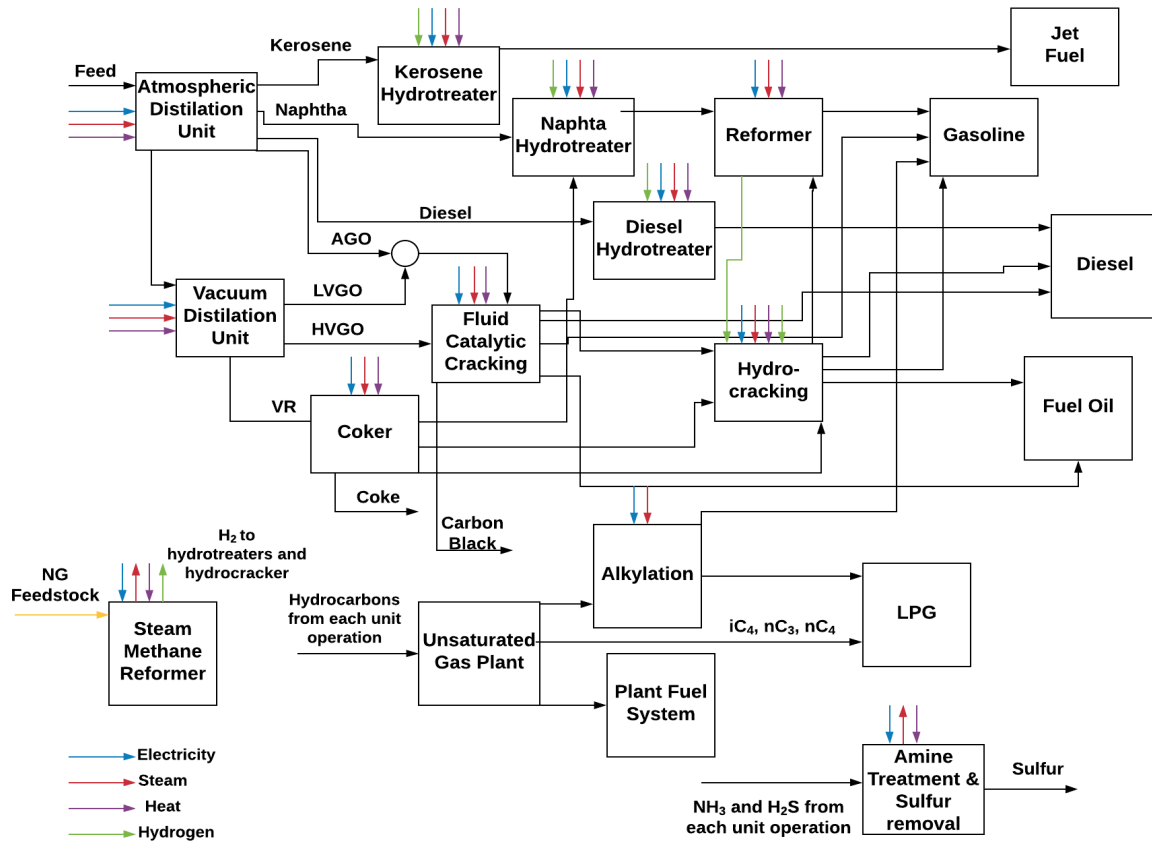 Jet
Fuel
Kerosene
Feed
Kerosene
Hydrotreater
Atmospheric
Distilation
Unit
Naphtha
Naphta
Hydrotreater
Reformer
Gasoline
Diesel
Diesel
Hydrotreater
AGO
Diesel
LVGO
Vacuum
Distilation
Unit
HVGO
Fluid
Catalytic
Cracking
Hydro-
cracking
Fuel Oil
VR
Coker
Coke
Carbon
Black
H₂ to
hydrotreaters and
hydrocracker
NG
Feedstock
Steam
Methane
Reformer
Hydrocarbons
from each unit
operation
Unsaturated
Gas Plant
Alkylation
iC₄, nC₃, nC₄
LPG
Plant Fuel
System
Electricity
Steam
Heat
Hydrogen
NH₃ and H₂S from
each unit operation
Amine
Treatment &
Sulfur
removal
Sulfur